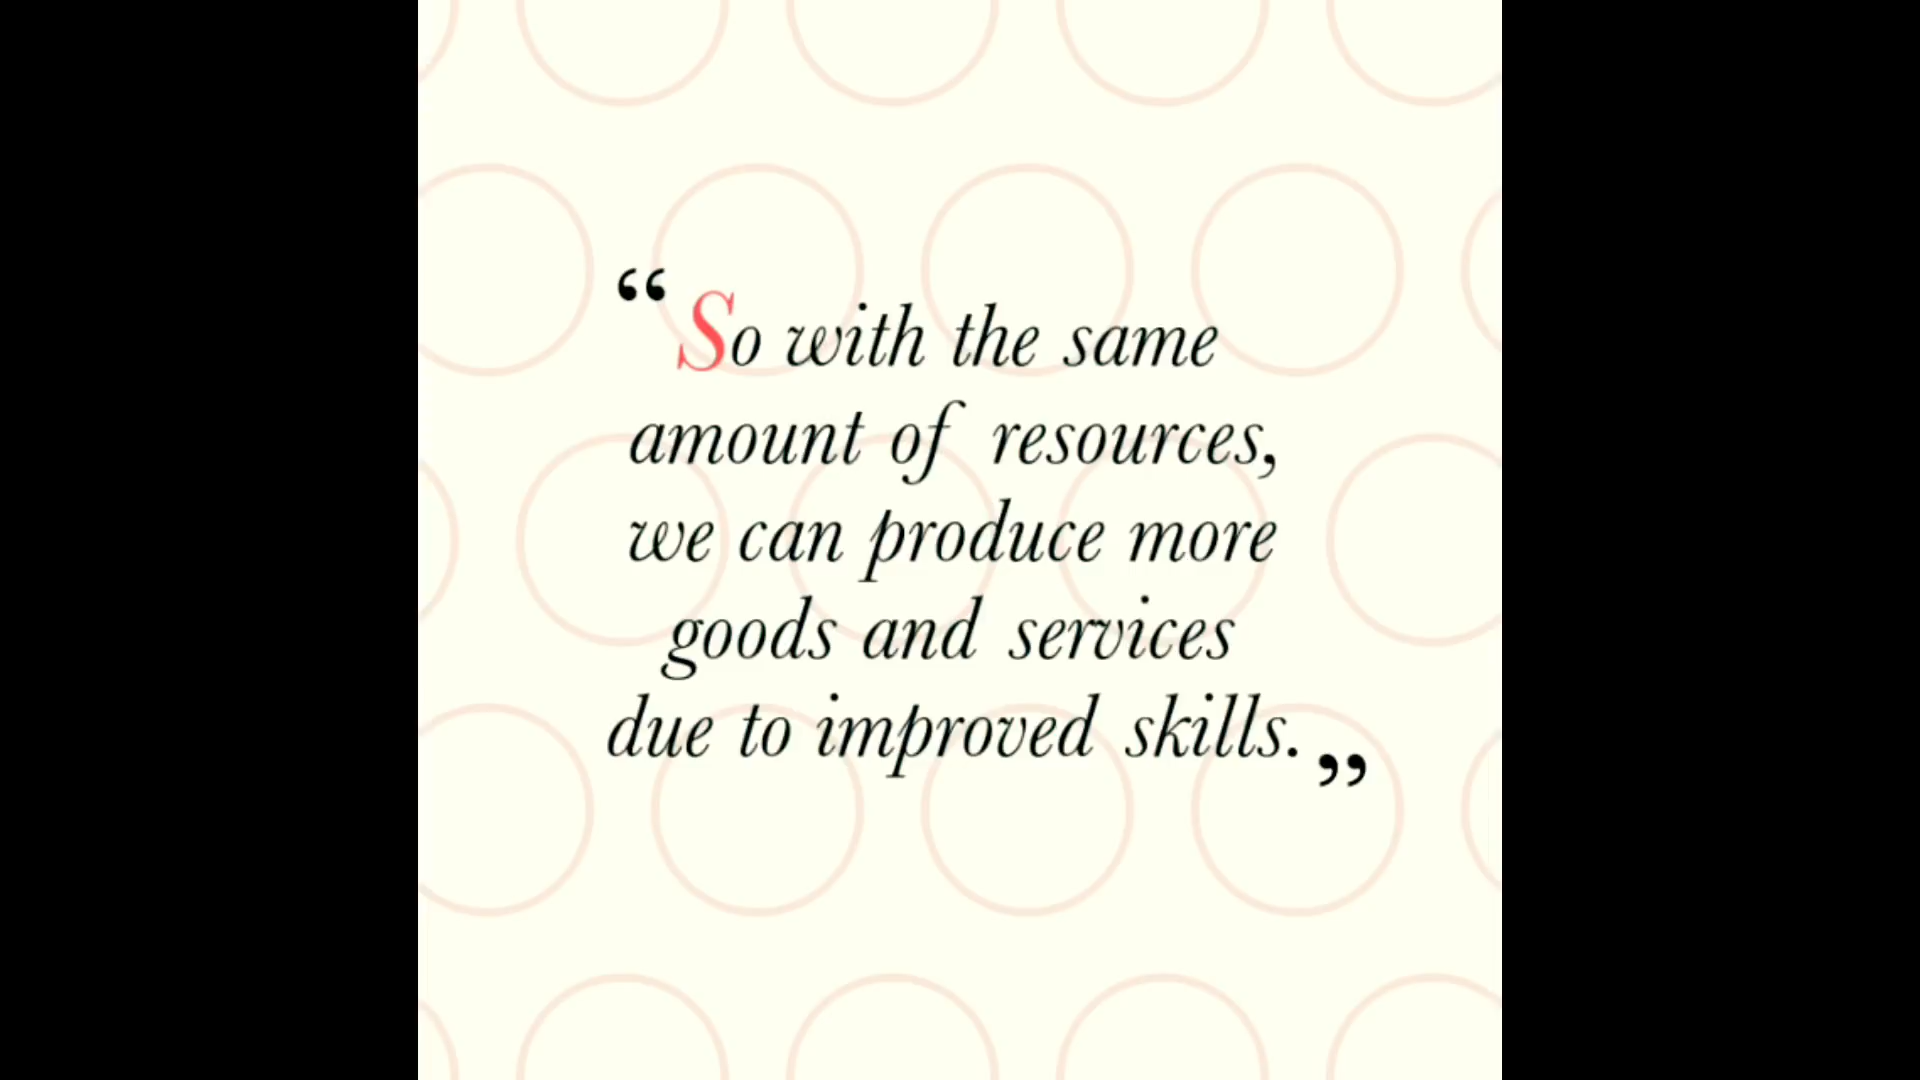 “So with the same
amount of resources,
we can produce more
goods and services
due to improved skills.”